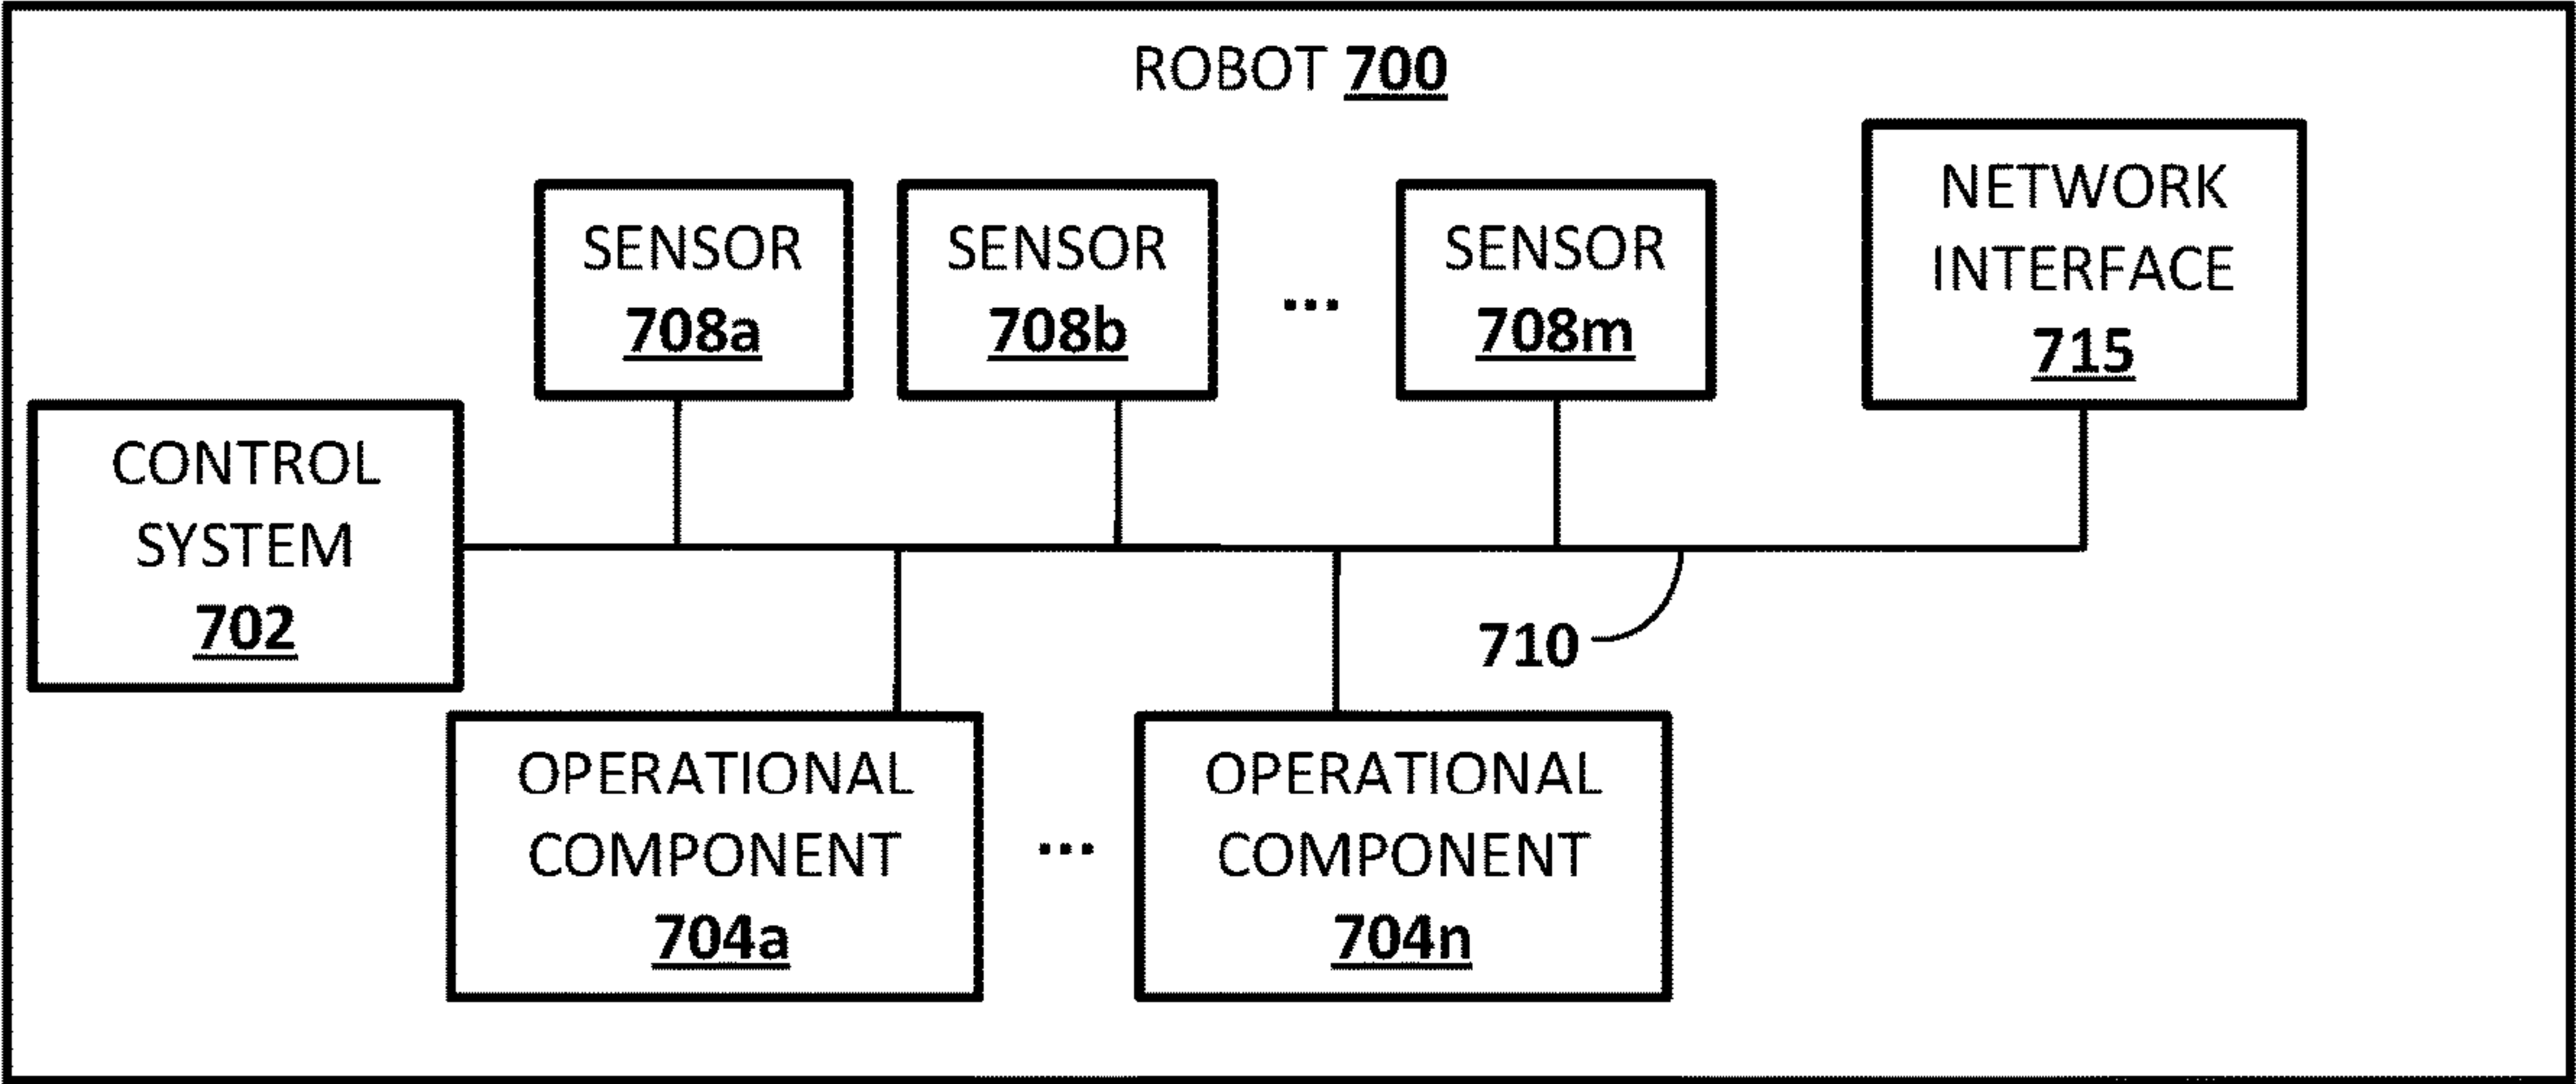 ROBOT 700
SENSOR
708a
SENSOR
708b
...
SENSOR
708m
NETWORK
INTERFACE
715
CONTROL
SYSTEM
702
710
OPERATIONAL
COMPONENT
704a
...
OPERATIONAL
COMPONENT
704n